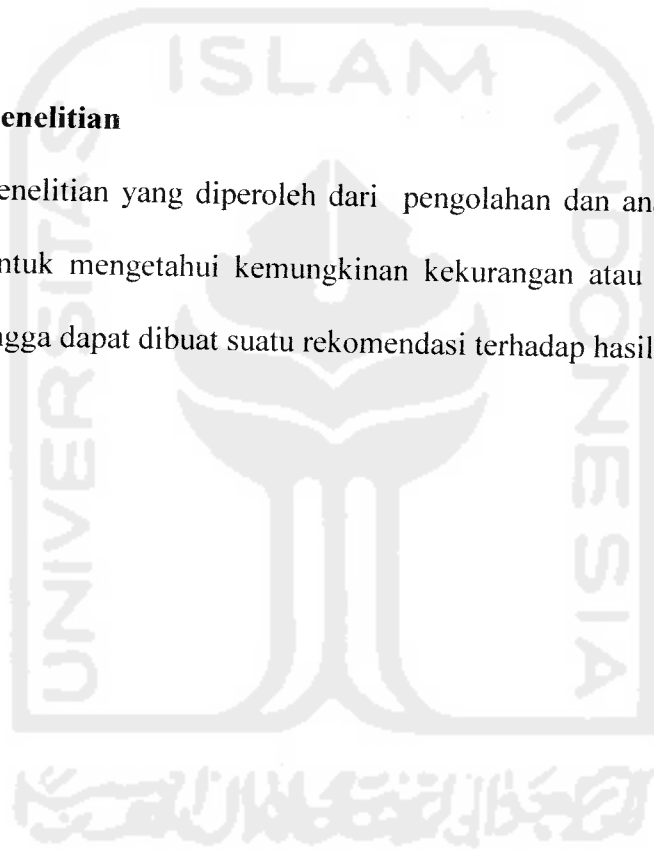 ISLAM
UNIVERSITAS
INDONESIA
enelitian
enelitian yang diperoleh dari pengolahan dan ana
ntuk mengetahui kemungkinan kekurangan atau
ngga dapat dibuat suatu rekomendasi terhadap hasil